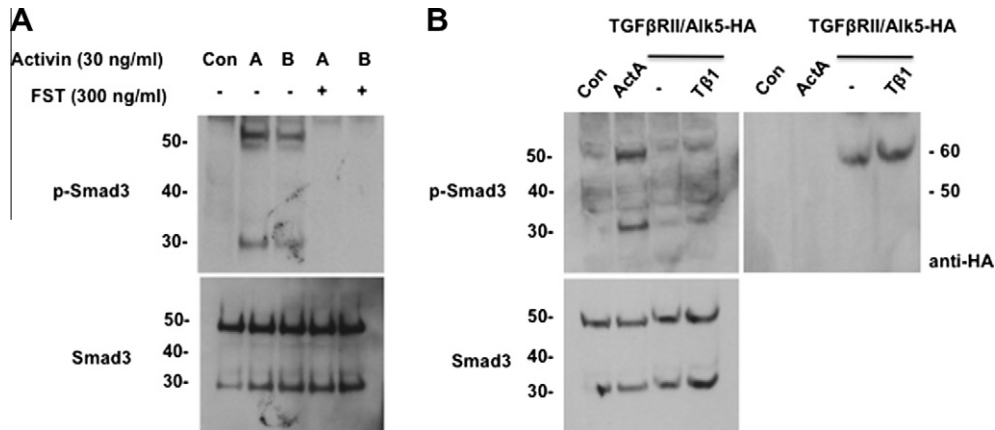 A
Activin (30 ng/ml) Con A B A B
FST (300 ng/ml) - - - + +
50-
p-Smad3 40-
30-
50-
Smad3 40-
30-
B
TGFβRII/Alk5-HA TGFβRII/Alk5-HA
Con ActA - Tβ1 Con ActA - Tβ1
50- - 60
p-Smad3 40- - 50
30-
anti-HA
50-
Smad3 40-
30-